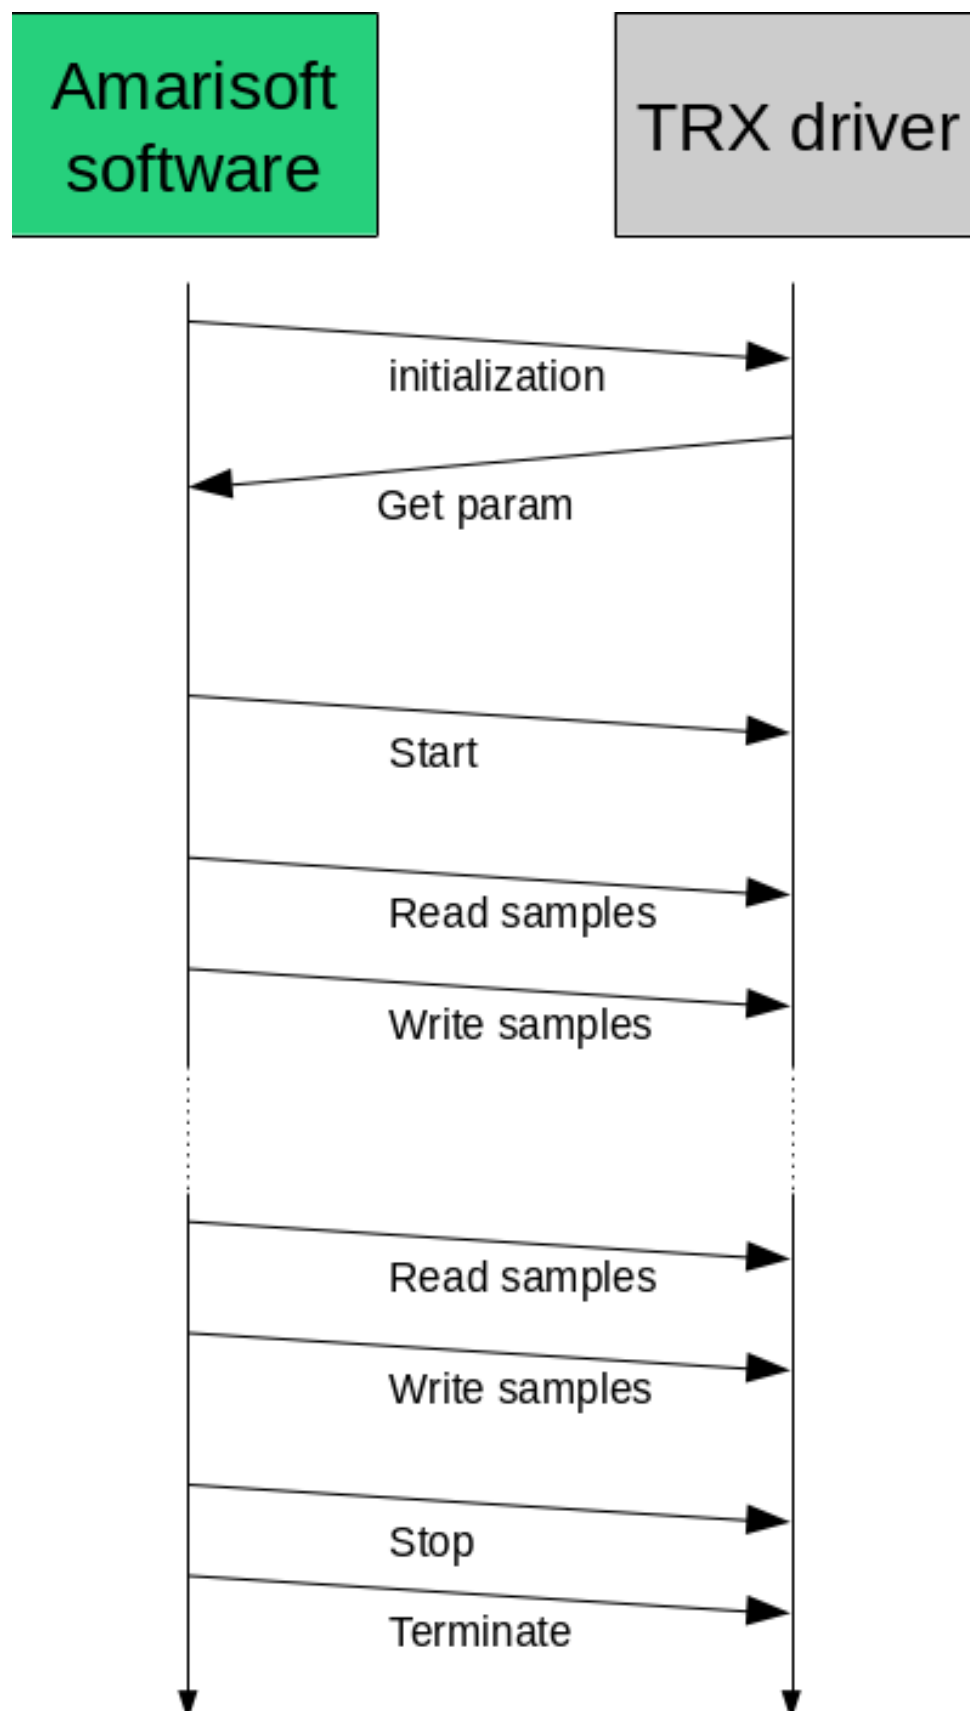 Amarisoft
software
TRX driver
initialization
Get param
Start
Read samples
Write samples
Read samples
Write samples
Stop
Terminate